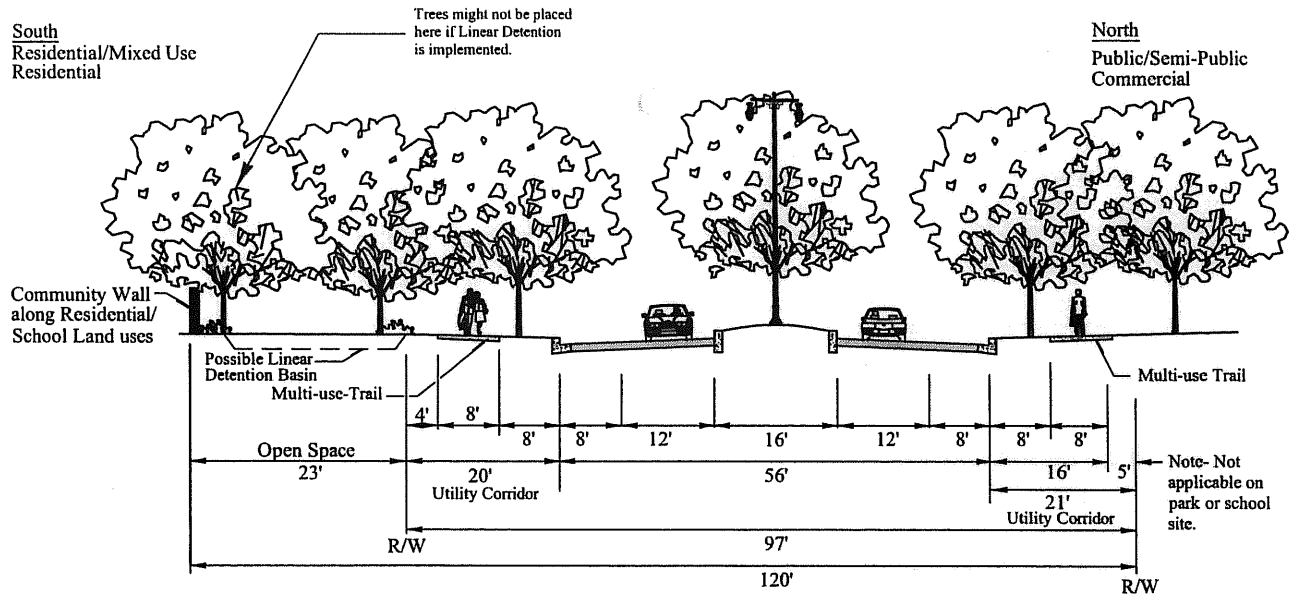 Trees might not be placed
here if Linear Detention
is implemented.
South
Residential/Mixed Use
Residential
North
Public/Semi-Public
Commercial
Community Wall
along Residential/
School Land uses
Possible Linear
Detention Basin
Multi-use-Trail
Multi-use Trail
4' 8' 8' 8' 12' 16' 12' 8' 8' 8'
Open Space
23'
20'
Utility Corridor
56'
16' 5'
21'
Utility Corridor
Note- Not
applicable on
park or school
site.
R/W
97'
120'
R/W